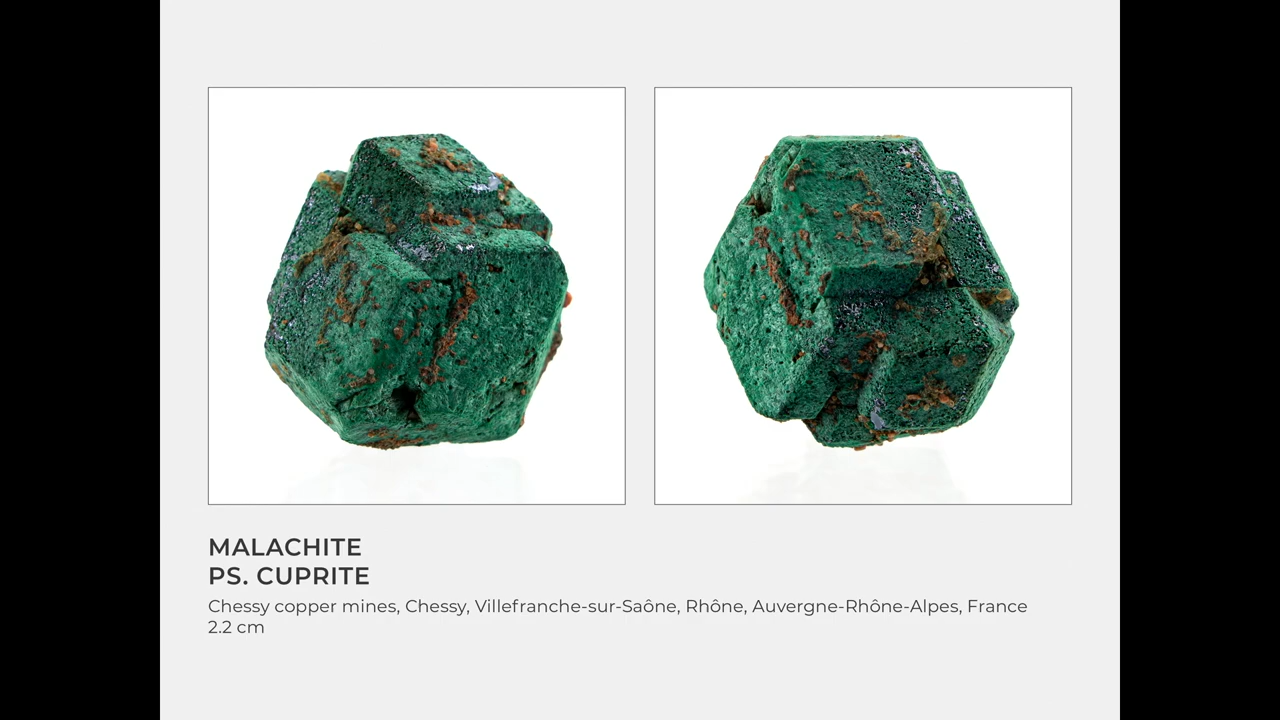 MALACHITE
PS. CUPRITE
Chessy copper mines, Chessy, Villefranche-sur-Saône, Rhône, Auvergne-Rhône-Alpes, France
2.2 cm